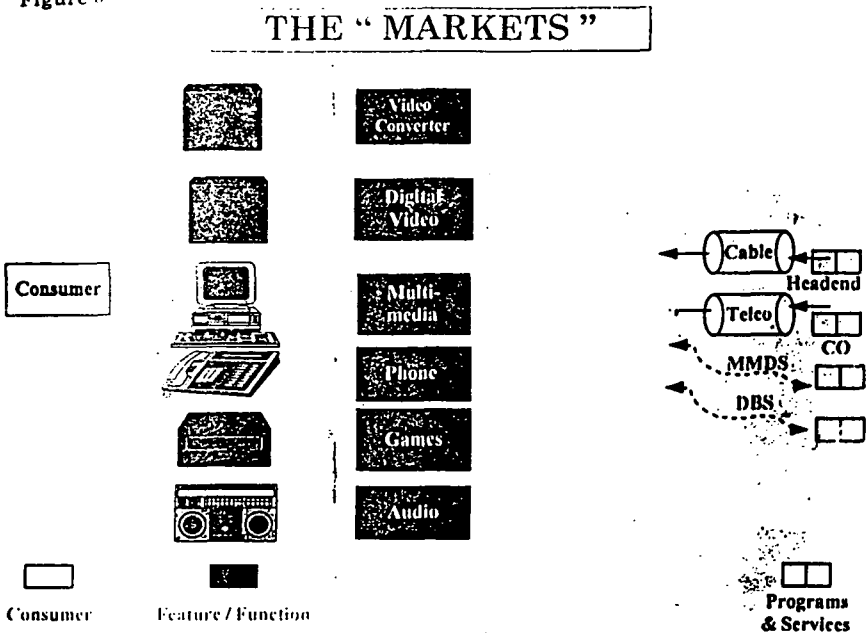 Figure
THE “ MARKETS ”
Video
Converter
Digital
Video
Consumer
Multi-
media
Phone
Games
Audio
Cable
Headend
Telco
CO
MMDS
DBS
Consumer
Feature / Function
Programs
& Services